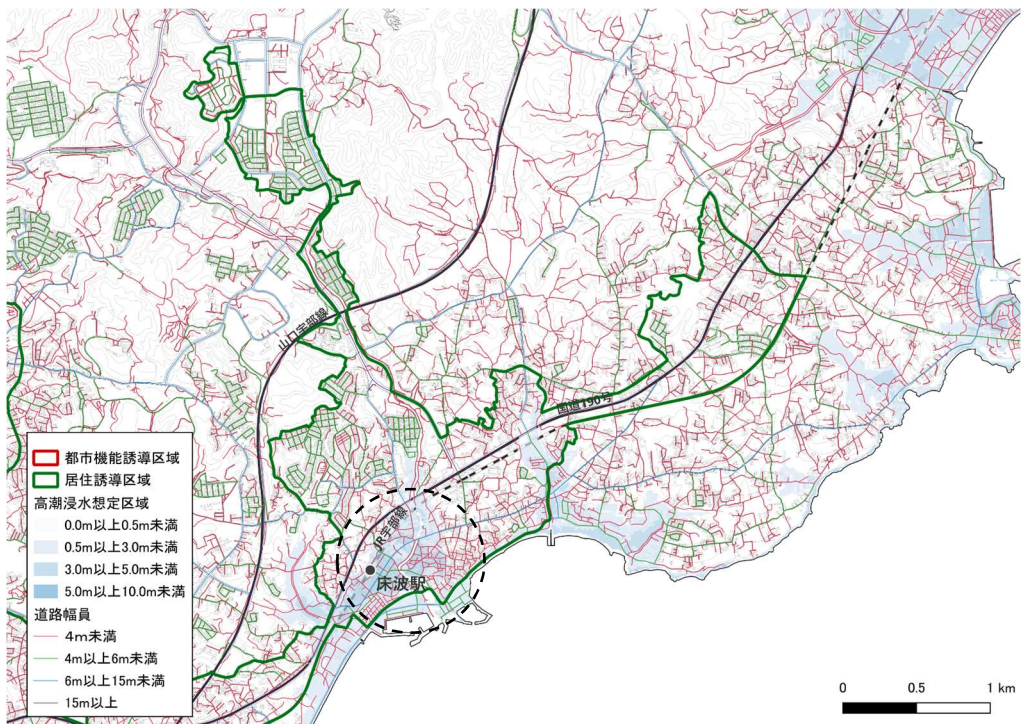 山口宇部線
国道190号
JR宇部線
床波駅
都市機能誘導区域
居住誘導区域
高潮浸水想定区域
0.0m以上0.5m未満
0.5m以上3.0m未満
3.0m以上5.0m未満
5.0m以上10.0m未満
道路幅員
4m未満
4m以上6m未満
6m以上15m未満
15m以上
0 0.5 1 km